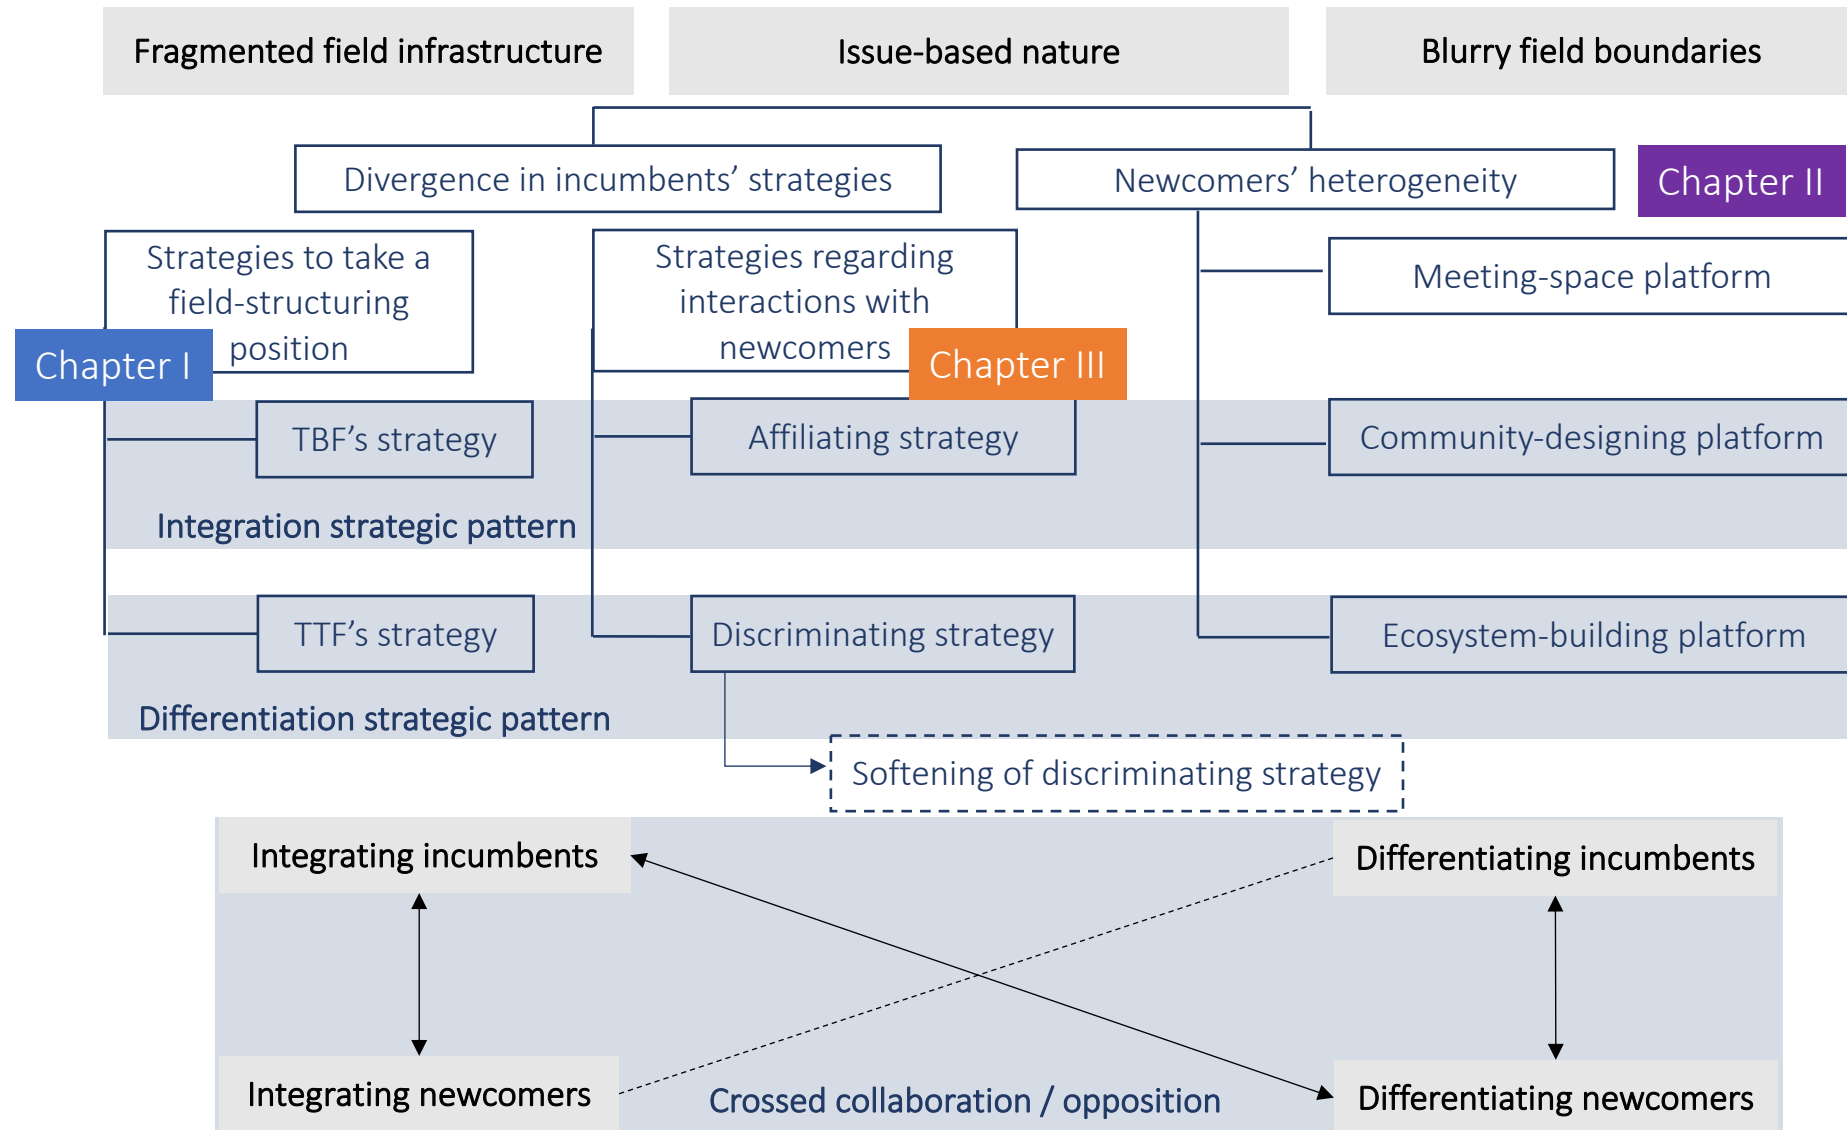 Fragmented field infrastructure
Issue-based nature
Blurry field boundaries
Divergence in incumbents’ strategies
Newcomers’ heterogeneity
Chapter II
Strategies to take a
field-structuring
position
Chapter I
Strategies regarding
interactions with
newcomers
Chapter III
Meeting-space platform
TBF’s strategy
Affiliating strategy
Community-designing platform
Integration strategic pattern
TTF’s strategy
Discriminating strategy
Ecosystem-building platform
Differentiation strategic pattern
Softening of discriminating strategy
Integrating incumbents
Differentiating incumbents
Integrating newcomers
Crossed collaboration / opposition
Differentiating newcomers